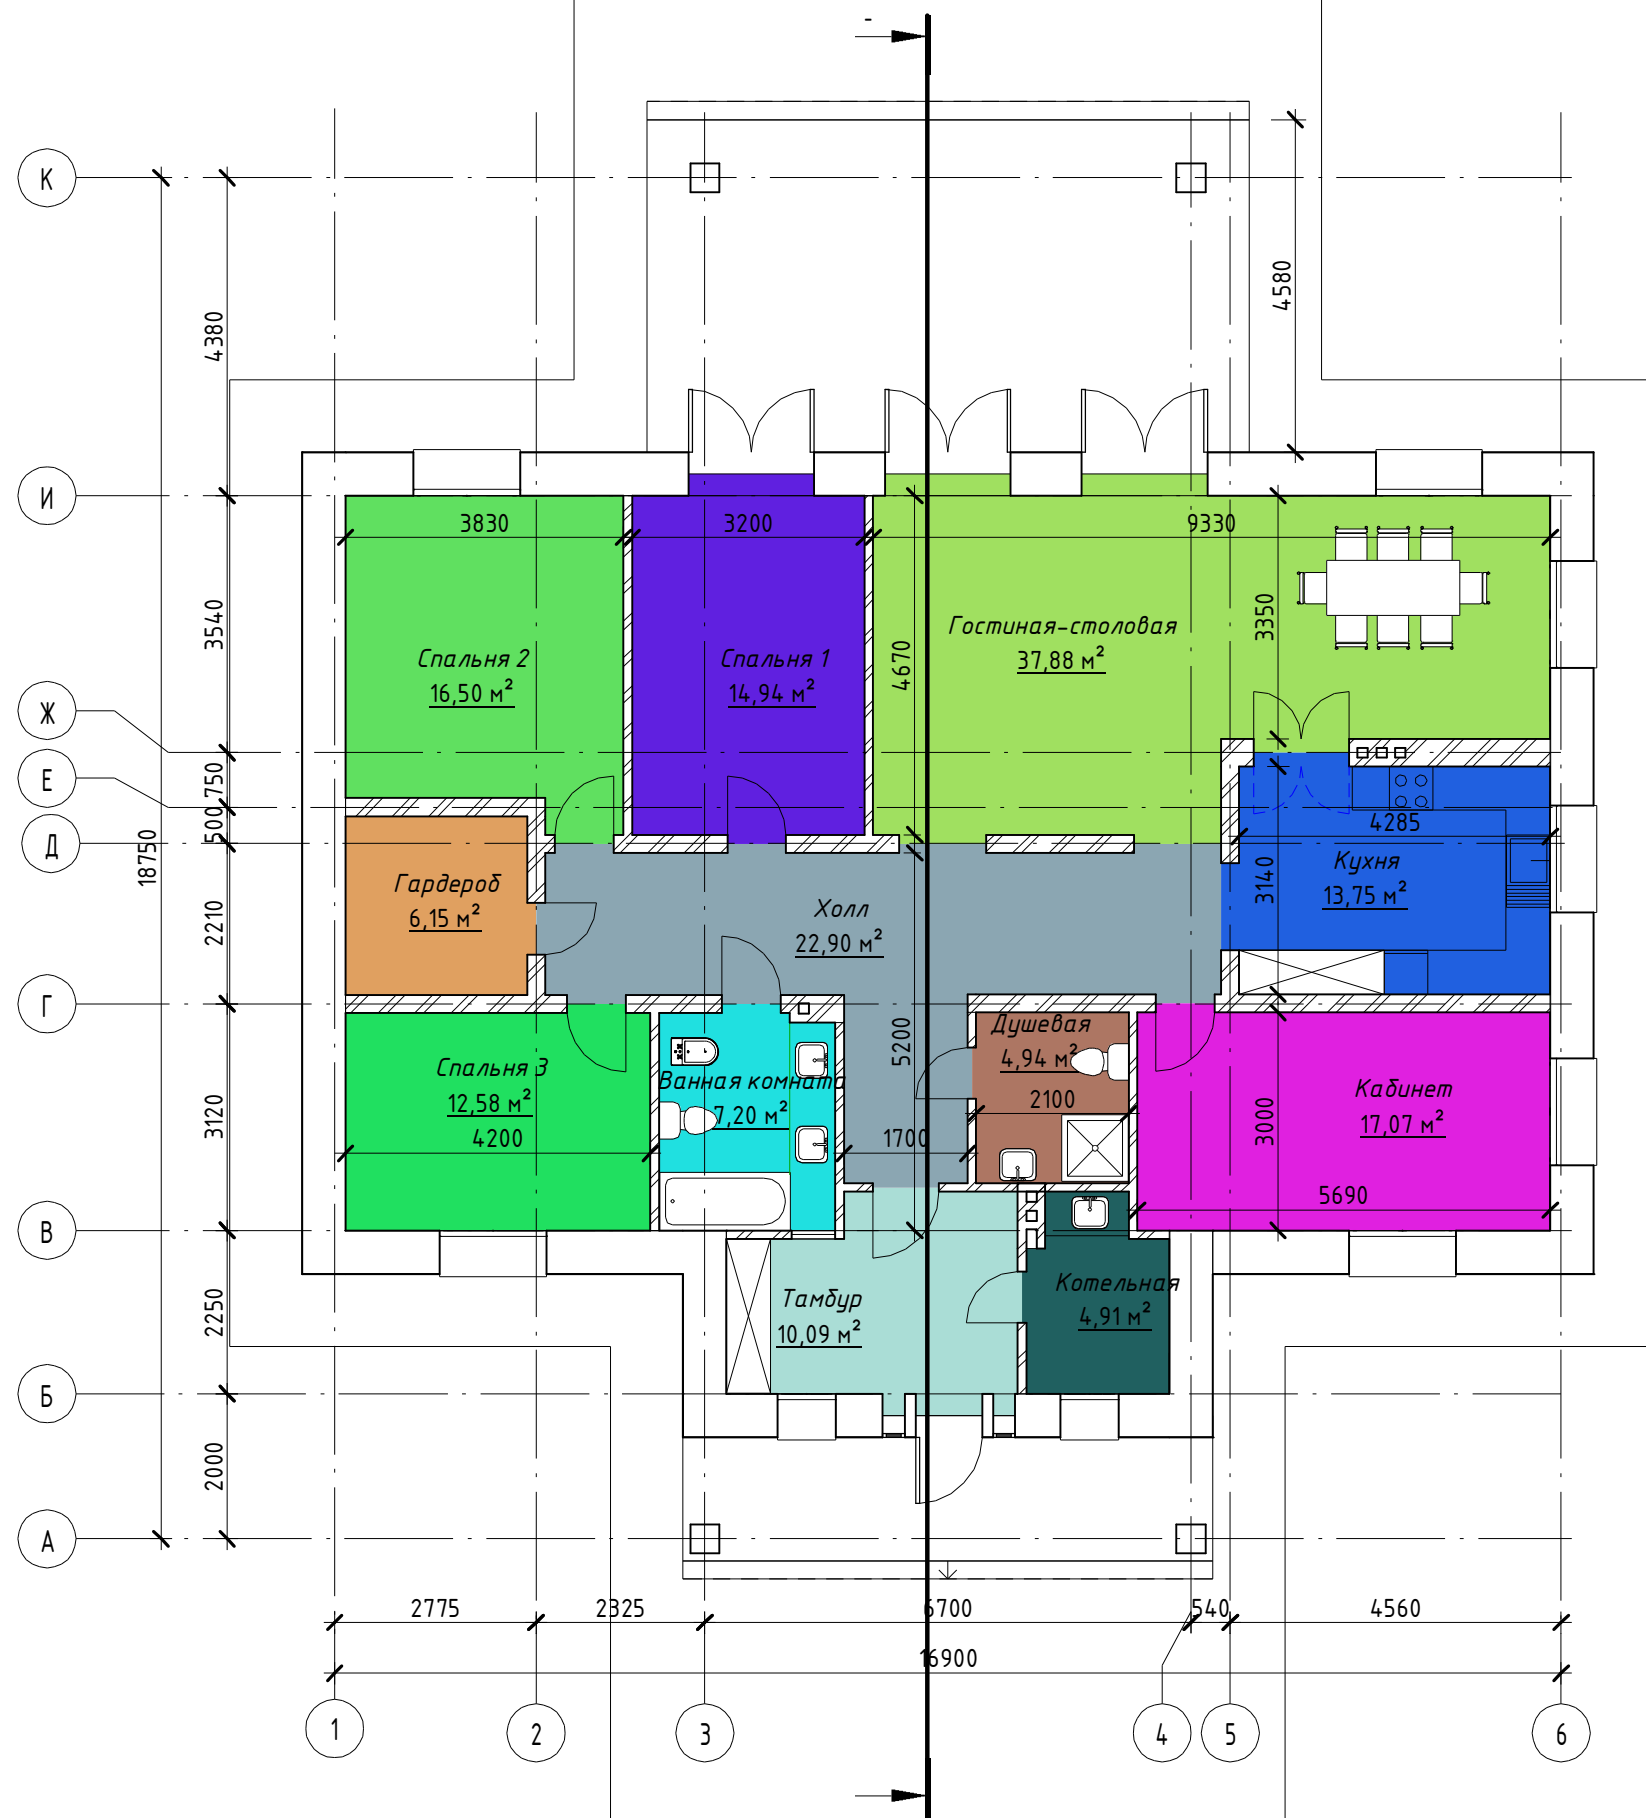 К
4580
4380
И
3830
3200
9330
3540
3350
Гостиная-столовая
37,88 м²
4670
Спальня 2
16,50 м²
Спальня 1
14,94 м²
Ж
750
Е
500
Д
18750
4285
Кухня
13,75 м²
3140
Гардероб
6,15 м²
Холл
22,90 м²
2210
Г
Душевая
4,94 м²
5200
Спальня 3
12,58 м²
Ванная комната
7,20 м²
2100
Кабинет
17,07 м²
3120
3000
4200
1700
5690
В
Тамбур
10,09 м²
Котельная
4,91 м²
2250
Б
2000
А
2775
2325
6700
540
4560
16900
1
2
3
4
5
6